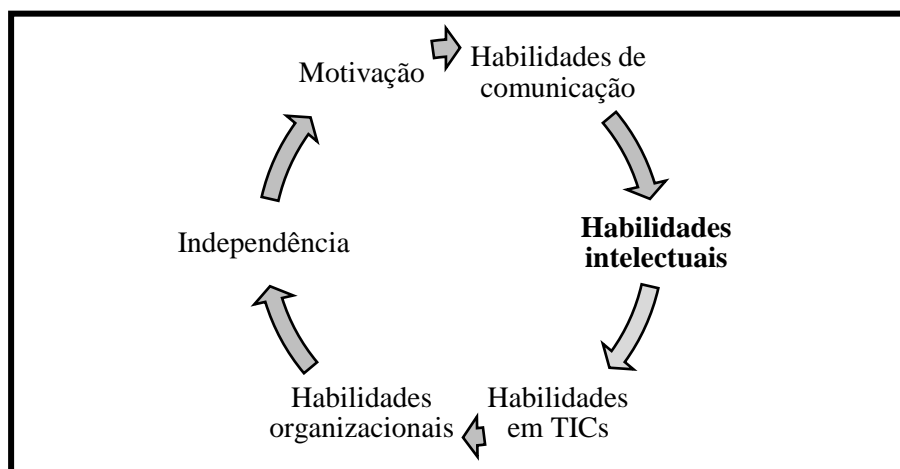 Motivação
Habilidades de
comunicação
Habilidades
intelectuais
Habilidades
em TICs
Habilidades
organizacionais
Independência